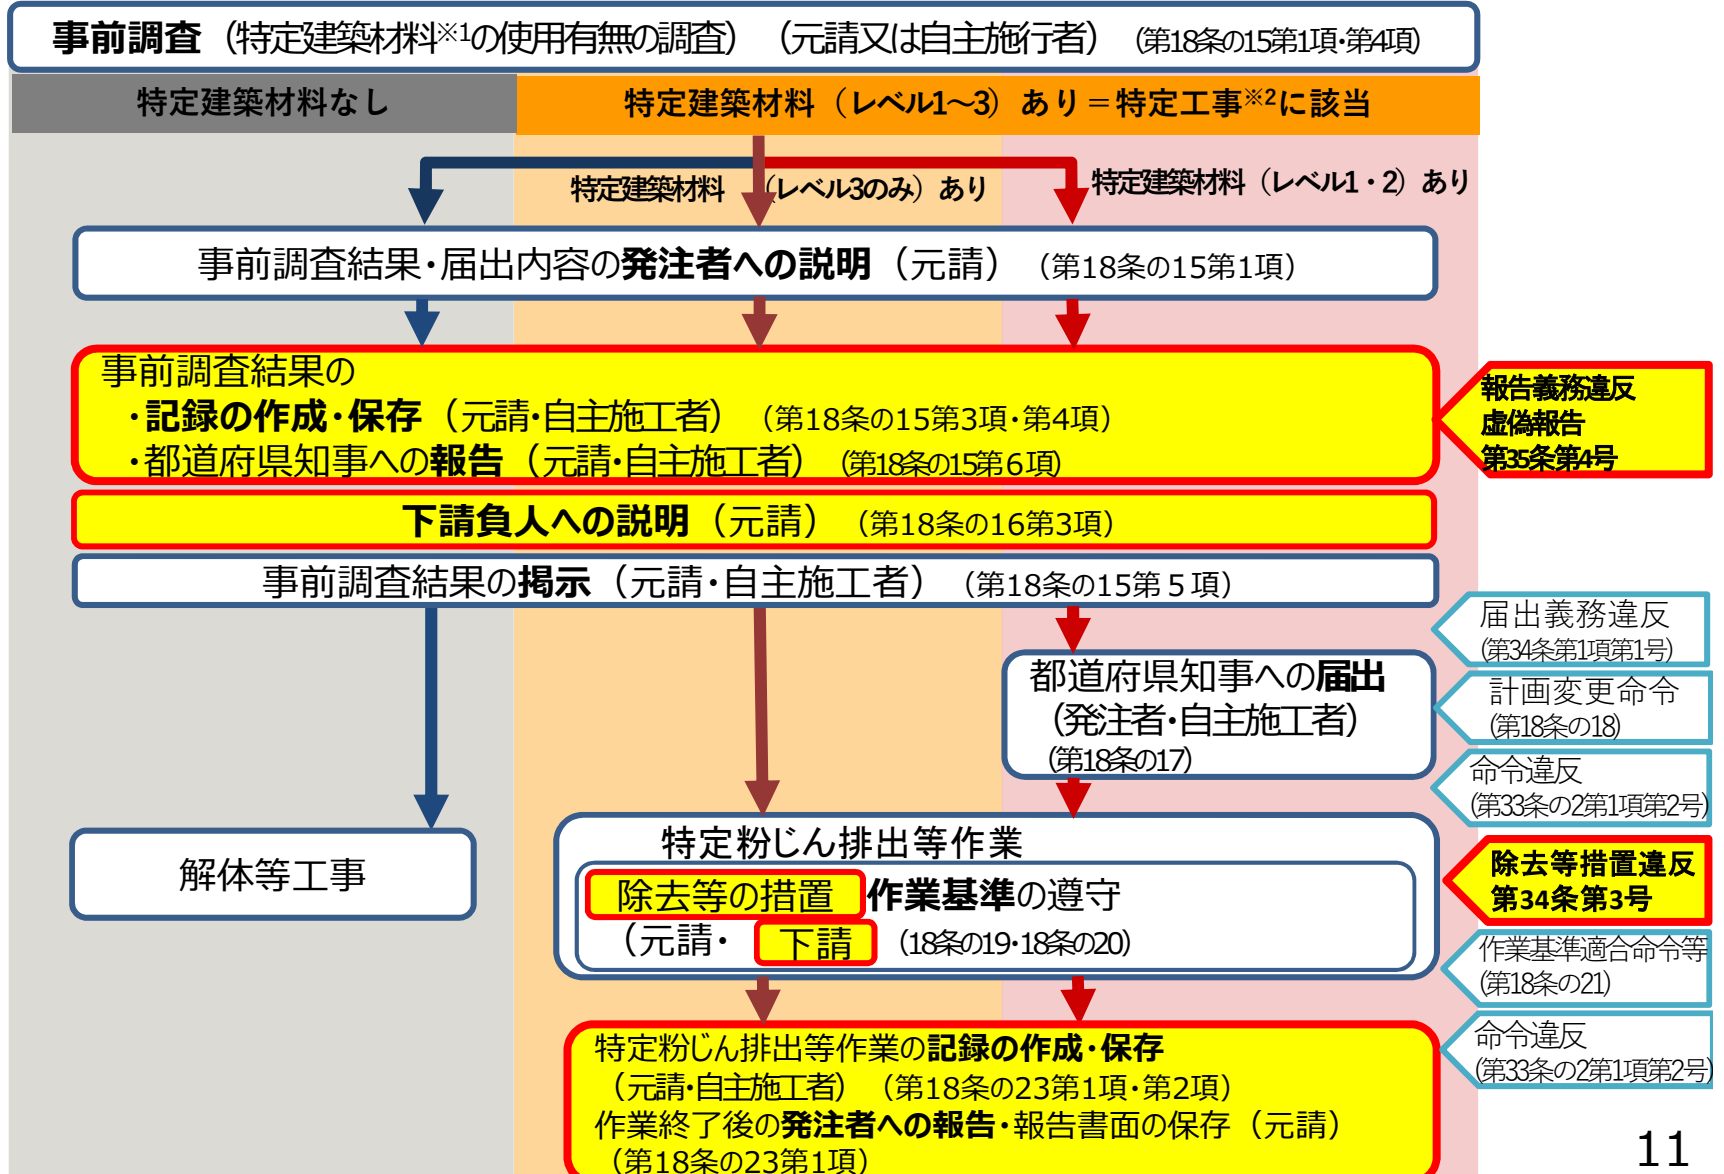 事前調査（特定建築材料※1の使用有無の調査）（元請又は自主施行者）（第18条の15第1項・第4項）
特定建築材料なし
特定建築材料（レベル1～3）あり＝特定工事※2に該当
特定建築材料　（レベル3のみ）あり
特定建築材料（レベル1・2）あり
事前調査結果・届出内容の発注者への説明（元請）（第18条の15第1項）
事前調査結果の
・記録の作成・保存（元請・自主施工者）（第18条の15第3項・第4項）
・都道府県知事への報告（元請・自主施工者）（第18条の15第６項）
報告義務違反
虚偽報告
第35条第4号
下請負人への説明（元請）（第18条の16第3項）
事前調査結果の掲示（元請・自主施工者）（第18条の15第５項）
届出義務違反
(第34条第1項第1号)
都道府県知事への届出
（発注者・自主施工者）
(第18条の17)
計画変更命令
(第18条の18)
命令違反
(第33条の2第1項第2号)
解体等工事
特定粉じん排出等作業
除去等の措置 作業基準の遵守
（元請・ 下請 (18条の19・18条の20)
除去等措置違反
第34条第3号
作業基準適合命令等
(第18条の21)
命令違反
(第33条の2第1項第2号)
特定粉じん排出等作業の記録の作成・保存
（元請・自主施工者）（第18条の23第1項・第2項）
作業終了後の発注者への報告・報告書面の保存（元請）
（第18条の23第1項）
11